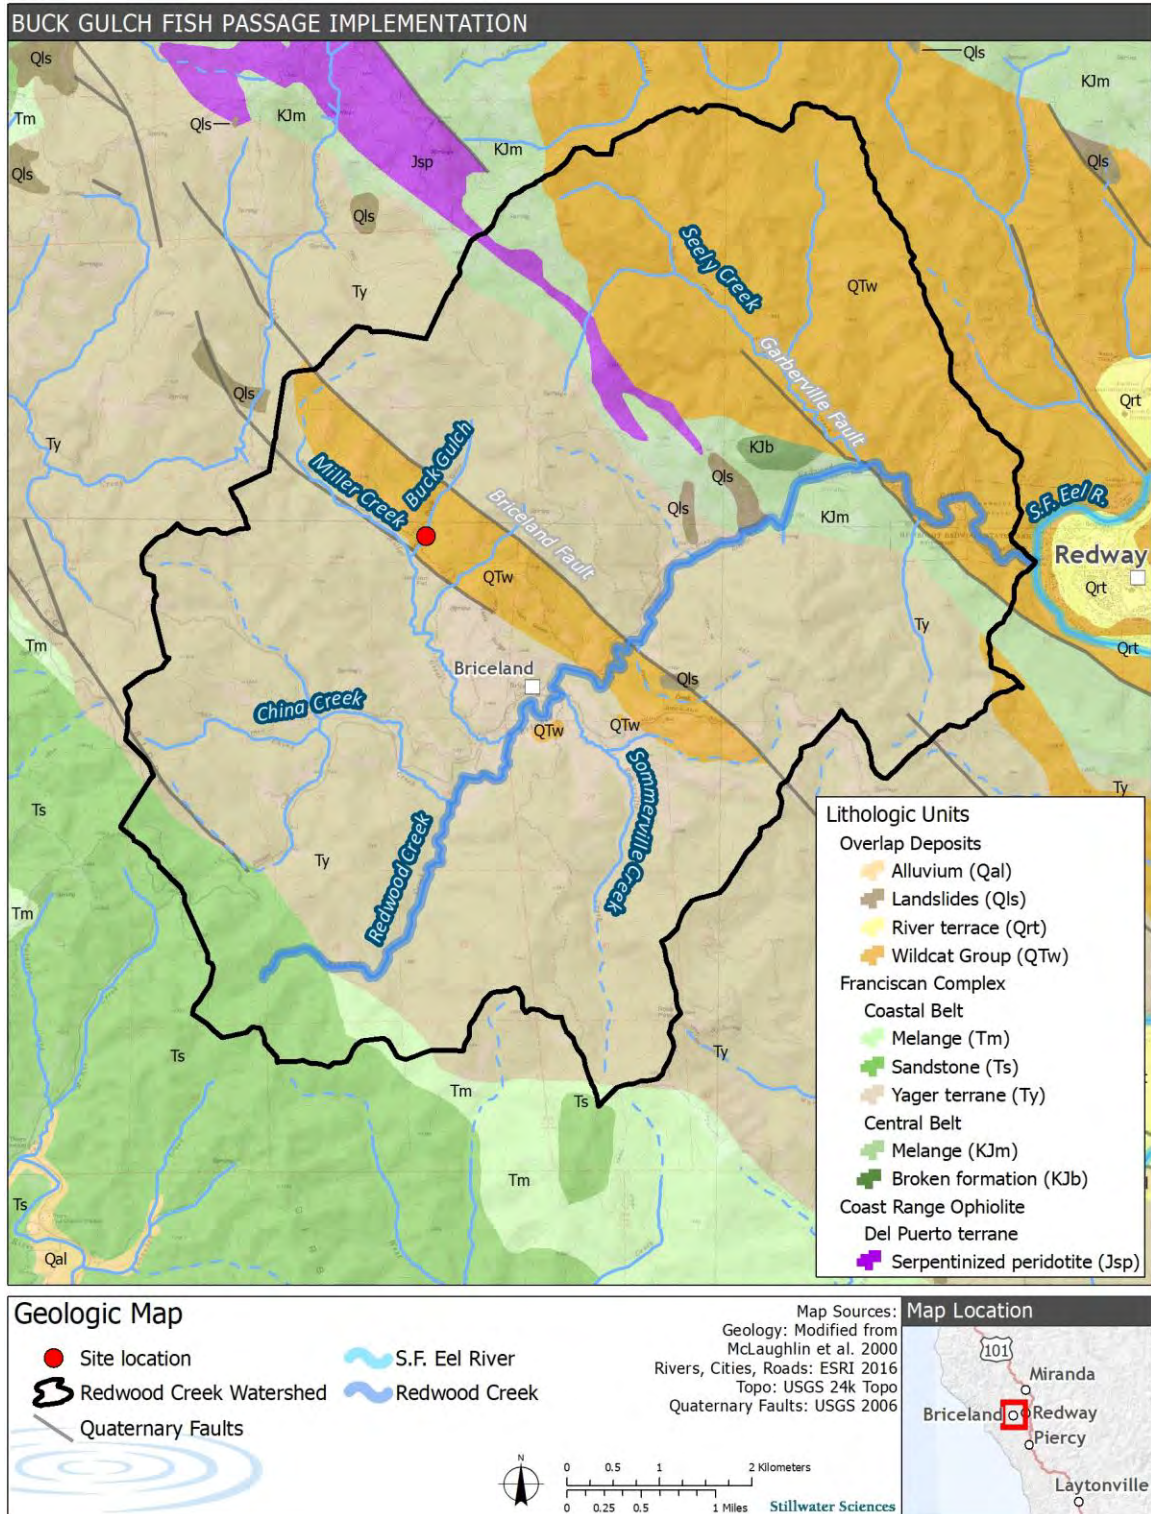 BUCK GULCH FISH PASSAGE IMPLEMENTATION
Qls
Qls
KJm
Tm
Qls
KJm
KJm
Jsp
Qls
Qls
Qls
Seely Creek
Ty
QTw
Garberville Fault
Qls
Qrt
Ty
Buck Gulch
Miller Creek
KJb
Qls
Qls
S.F. Eel R.
Briceland Fault
KJm
Redway
QTw
Qrt
Ty
Tm
Qrt
Briceland
Qls
China Creek
QTw
QTw
Sommerville Creek
Ty
Ts
Redwood Creek
Ty
Tm
Ts
Ty
Tm
Ts
Tm
Ts
Qal
Lithologic Units
Overlap Deposits
Alluvium (Qal)
Landslides (Qls)
River terrace (Qrt)
Wildcat Group (QTw)
Franciscan Complex
Coastal Belt
Melange (Tm)
Sandstone (Ts)
Yager terrane (Ty)
Central Belt
Melange (KJm)
Broken formation (KJb)
Coast Range Ophiolite
Del Puerto terrane
Serpentinized peridotite (Jsp)
Geologic Map
Site location
Redwood Creek Watershed
Quaternary Faults
S.F. Eel River
Redwood Creek
Map Sources:
Geology: Modified from
McLaughlin et al. 2000
Rivers, Cities, Roads: ESRI 2016
Topo: USGS 24k Topo
Quaternary Faults: USGS 2006
N
0 0.5 1 2 Kilometers
0 0.25 0.5 1 Miles
Stillwater Sciences
Map Location
101
Miranda
Briceland
Redway
Piercy
Laytonville